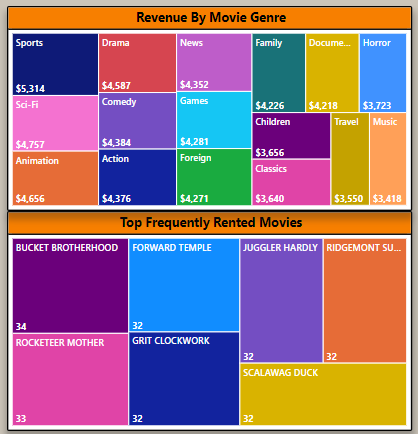 Revenue By Movie Genre
Sports
$5,314
Sci-Fi
$4,757
Animation
$4,656
Drama
$4,587
Comedy
$4,384
Action
$4,376
News
$4,352
Games
$4,281
Foreign
$4,271
Family
$4,226
Docume...
$4,218
Horror
$3,723
Children
$3,656
Classics
$3,640
Travel
$3,550
Music
$3,418
Top Frequently Rented Movies
BUCKET BROTHERHOOD
34
ROCKETEER MOTHER
33
FORWARD TEMPLE
32
GRIT CLOCKWORK
32
JUGGLER HARDLY
32
RIDGEMONT SU...
32
SCALAWAG DUCK
32